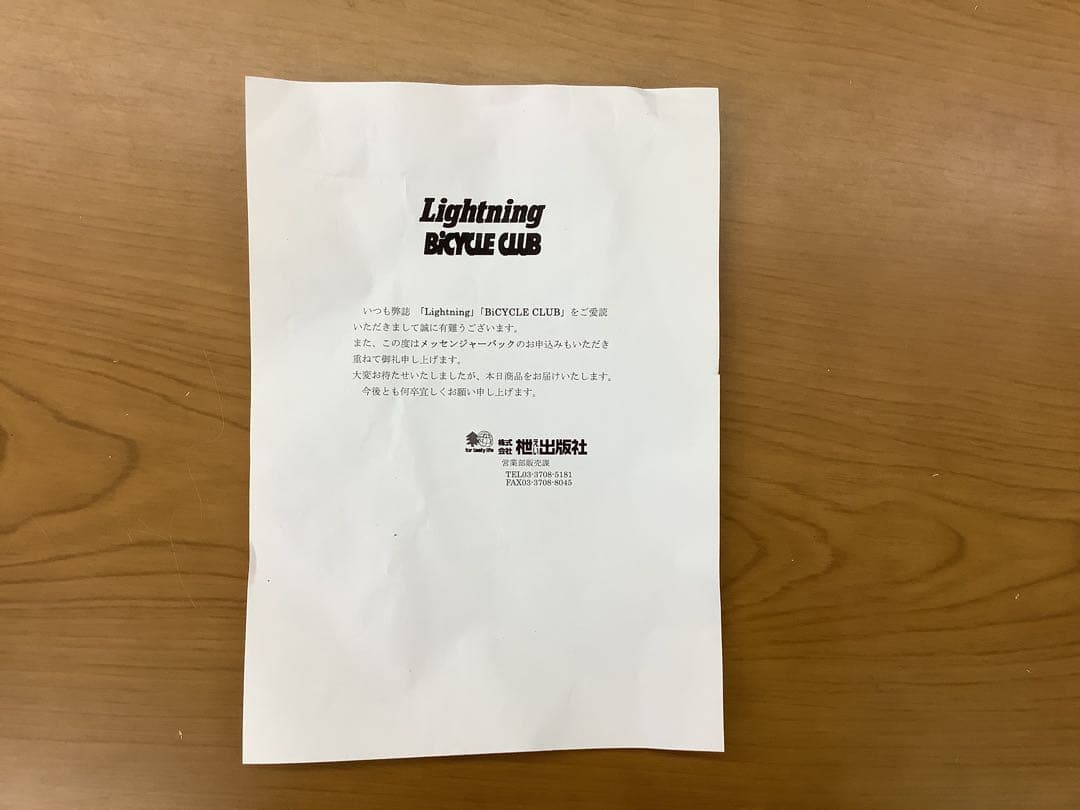 Lightning
BiCYCLE CLUB
いつも弊誌 「Lightning」「BiCYCLE CLUB」をご愛読
いただきまして誠に有難うございます。
また、この度はメッセンジャーバックのお申込みもいただき
重ねて御礼申し上げます。
大変お待たせいたしましたが、本日商品をお届けいたします。
今後とも何卒宜しくお願い申し上げます。
for family life 株式会社 枻出版社
えい
営業部販売課
TEL03-3708-5181
FAX03-3708-8045